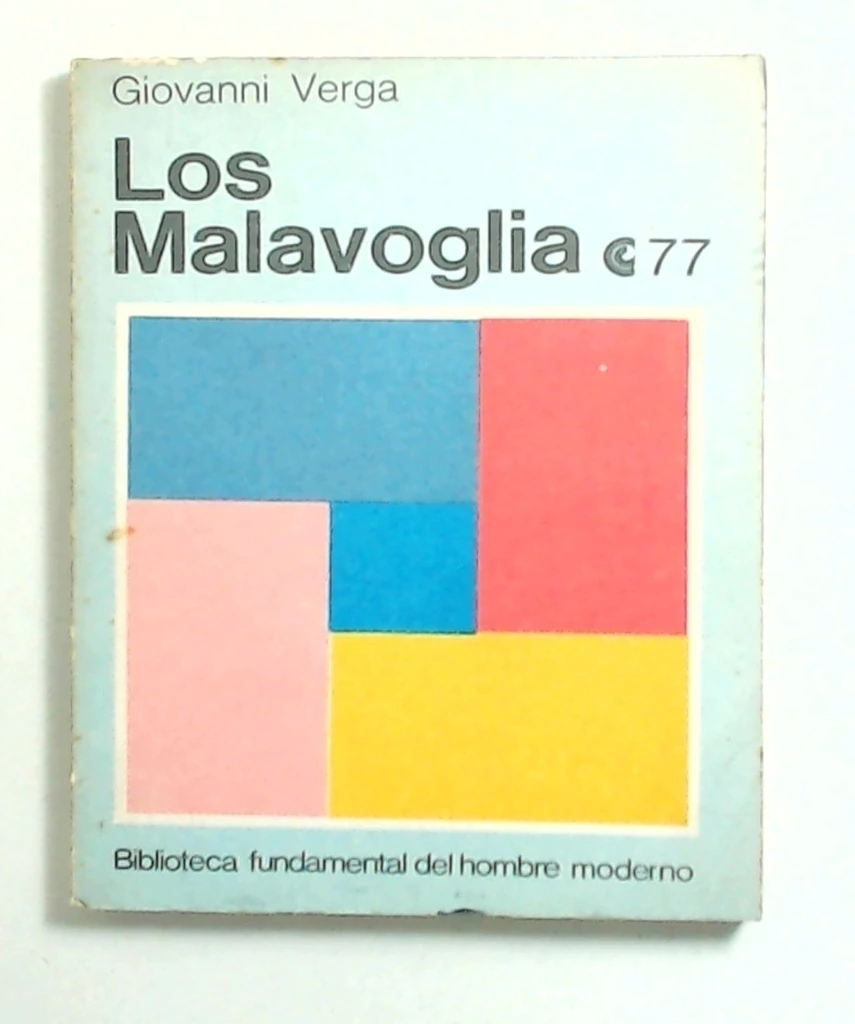 Giovanni Verga
Los
Malavoglia 77
Biblioteca fundamental del hombre moderno